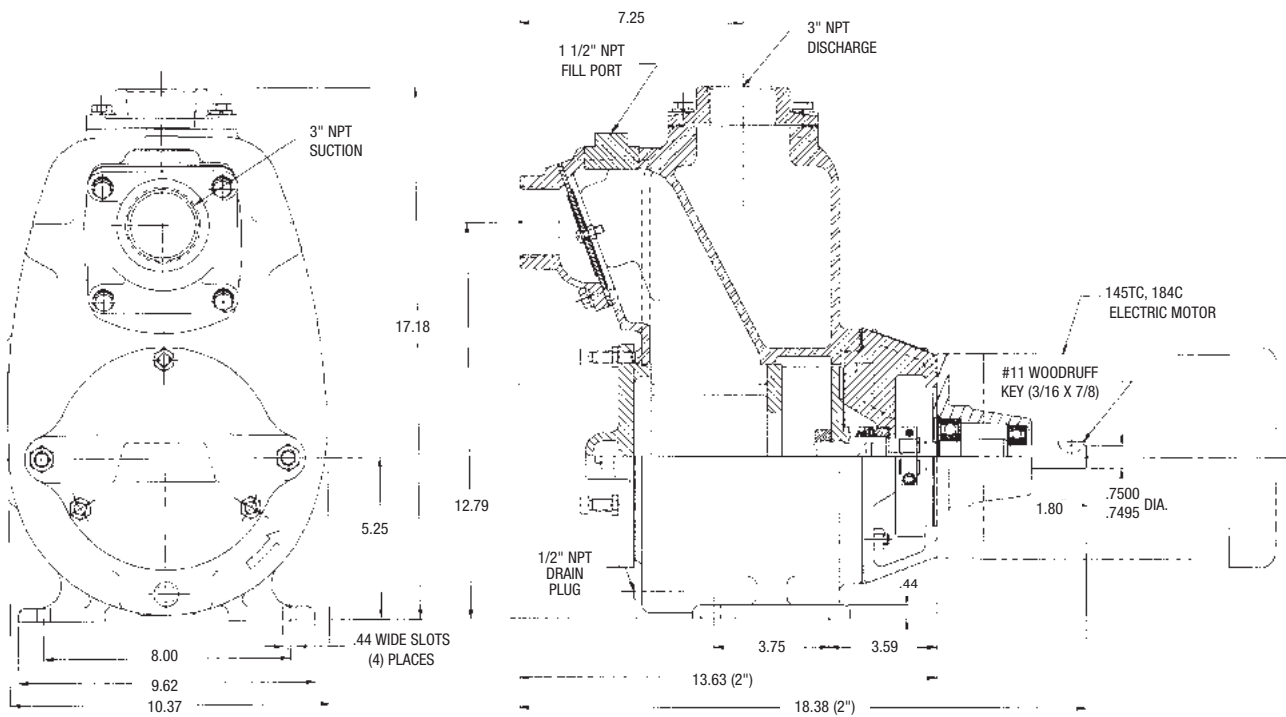 7.25
3" NPT
DISCHARGE
1 1/2" NPT
FILL PORT
3" NPT
SUCTION
17.18
145TC, 184C
ELECTRIC MOTOR
#11 WOODRUFF
KEY (3/16 X 7/8)
12.79
5.25
1.80
.7500
.7495
DIA.
1/2" NPT
DRAIN
PLUG
.44
.44 WIDE SLOTS
(4) PLACES
8.00
3.75
3.59
9.62
13.63 (2")
10.37
18.38 (2")